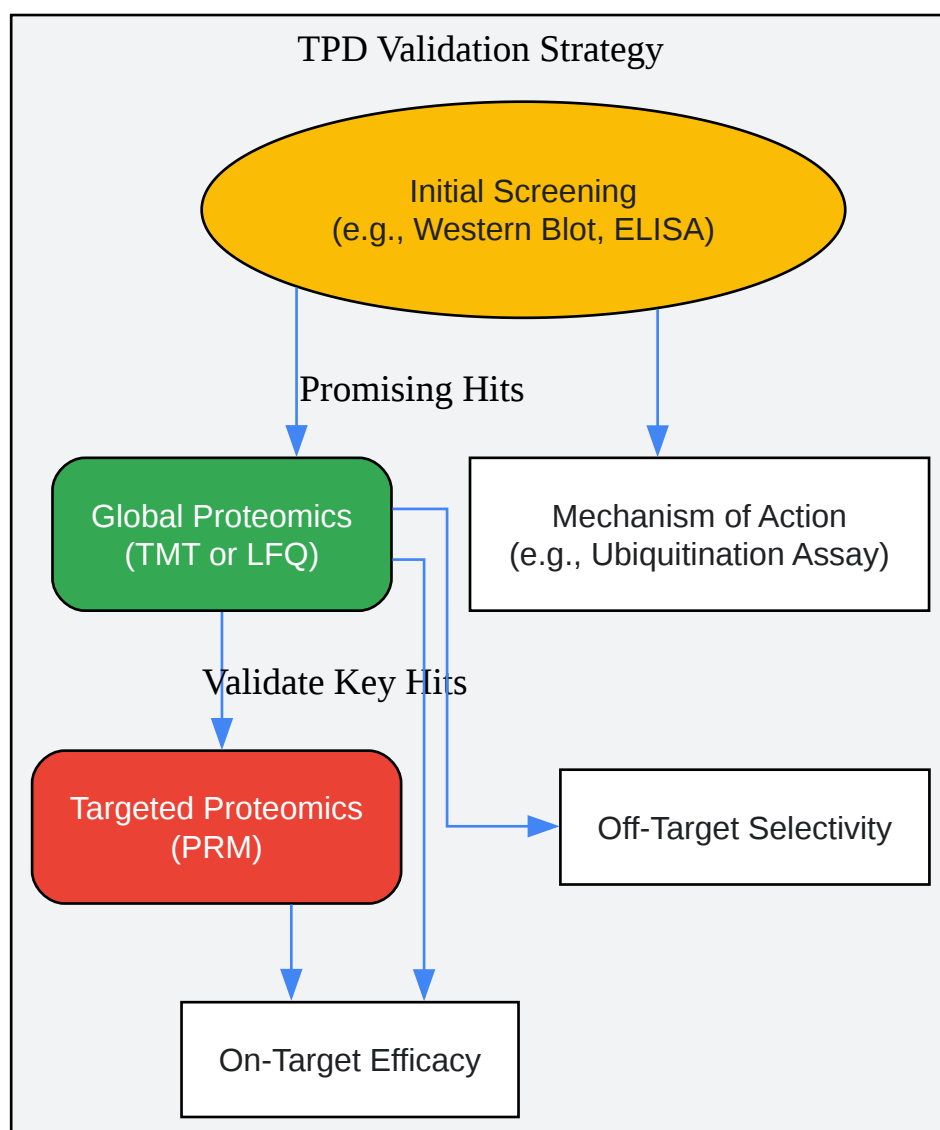 TPD Validation Strategy
Initial Screening
(e.g., Western Blot, ELISA)
Promising Hits
Global Proteomics
(TMT or LFQ)
Mechanism of Action
(e.g., Ubiquitination Assay)
Validate Key Hits
Targeted Proteomics
(PRM)
Off-Target Selectivity
On-Target Efficacy